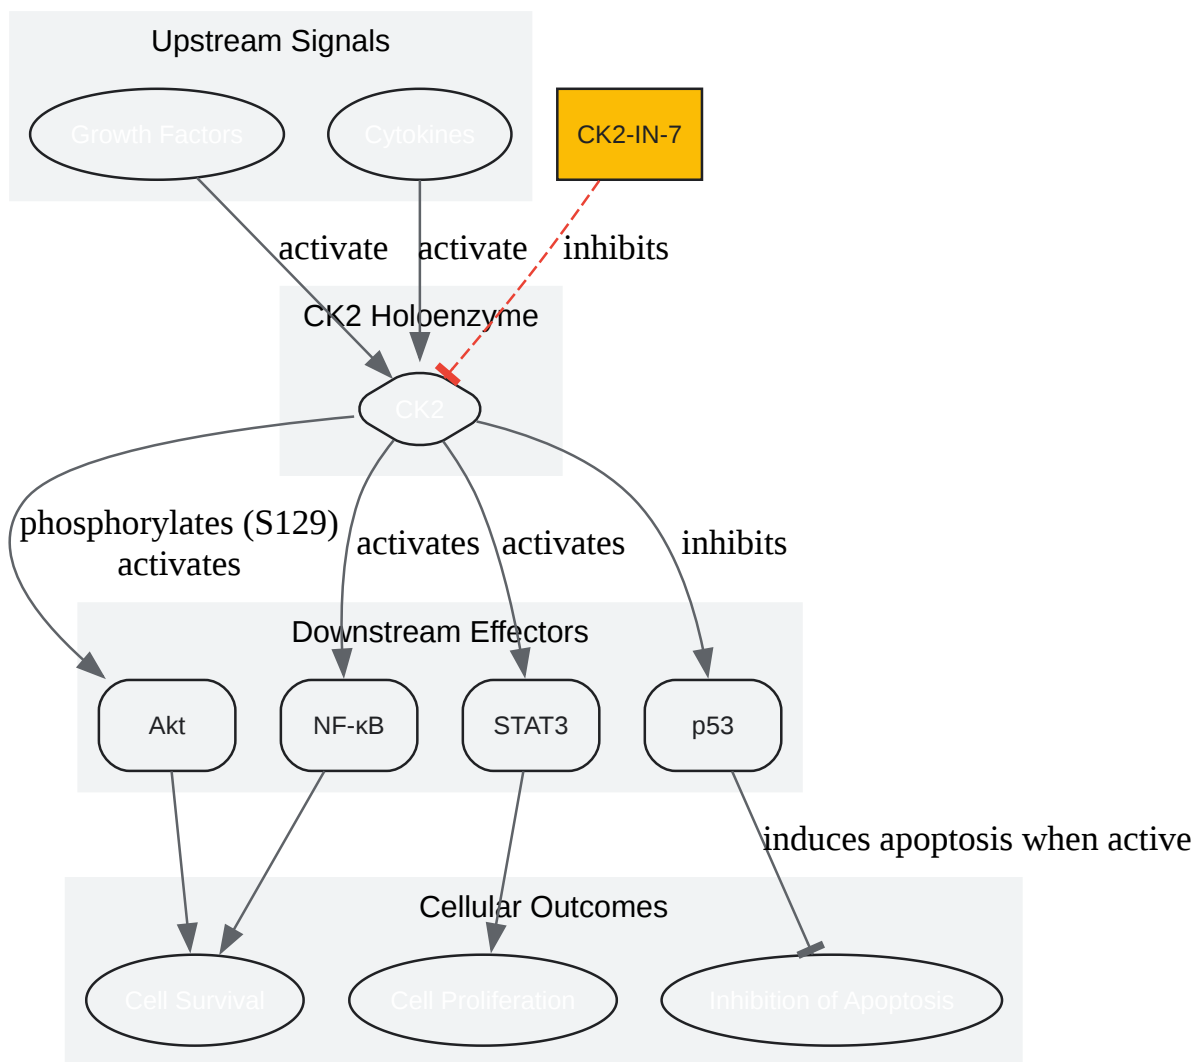 Upstream Signals
Growth Factors
Cytokines
CK2-IN-7
activate
activate
inhibits
CK2 Holoenzyme
CK2
phosphorylates (S129)
activates
activates
activates
inhibits
Downstream Effectors
Akt
NF-κB
STAT3
p53
induces apoptosis when active
Cellular Outcomes
Cell Survival
Cell Proliferation
Inhibition of Apoptosis